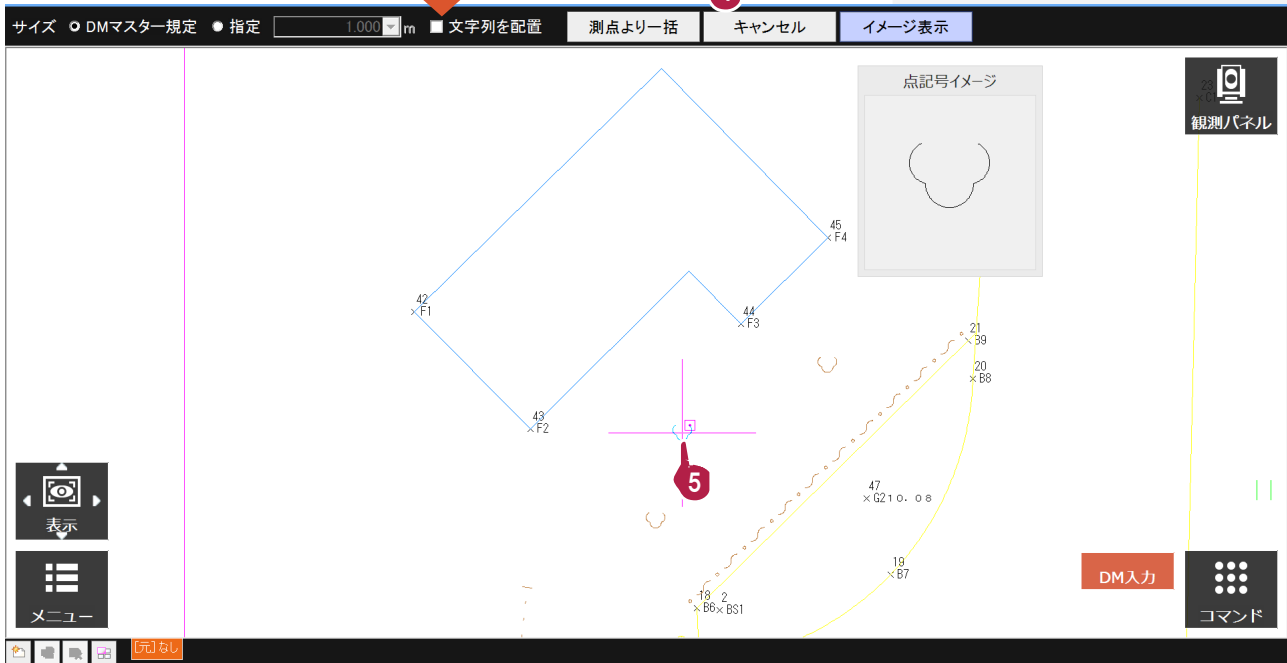 サイズ DMマスター規定 指定 1.000 m 文字列を配置 測点より一括 キャンセル イメージ表示
点記号イメージ
23
観測パネル
45
F4
42
F1
44
F3
21
B9
20
B8
43
F2
5
47
G210.08
表示
19
B7
DM入力
18 2
B6 BS1
メニュー
コマンド
[元]なし